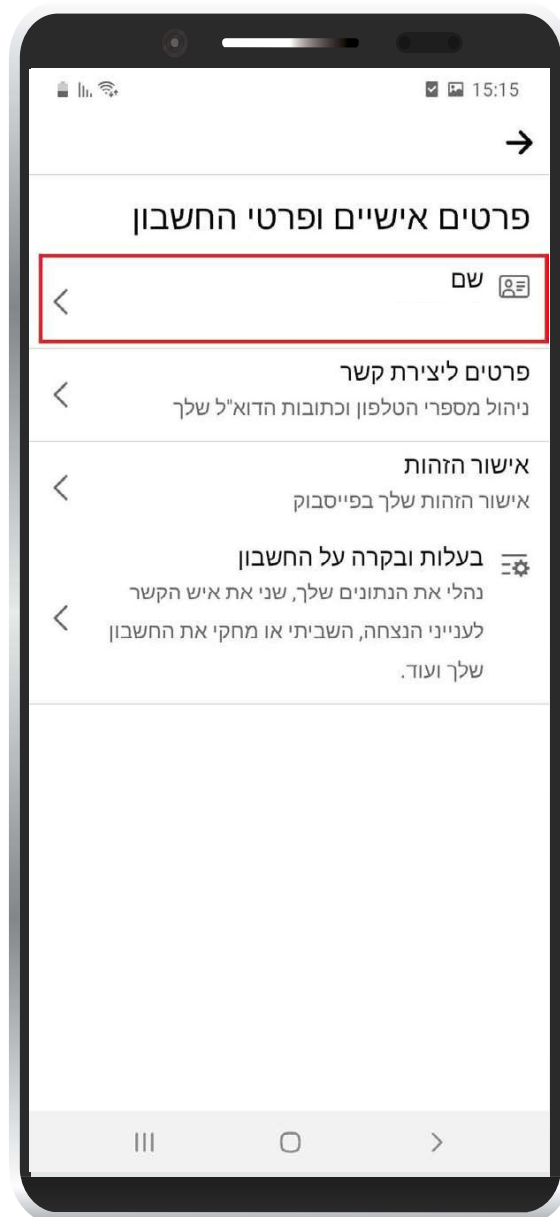 15:15
פרטים אישיים ופרטי החשבון
שם
פרטים ליצירת קשר
ניהול מספרי הטלפון וכתובות הדוא"ל שלך
אישור הזהות
אישור הזהות שלך בפייסבוק
בעלות ובקרה על החשבון
נהלי את הנתונים שלך, שני את איש הקשר
לענייני הנצחה, השביתי או מחקי את החשבון
שלך ועוד.